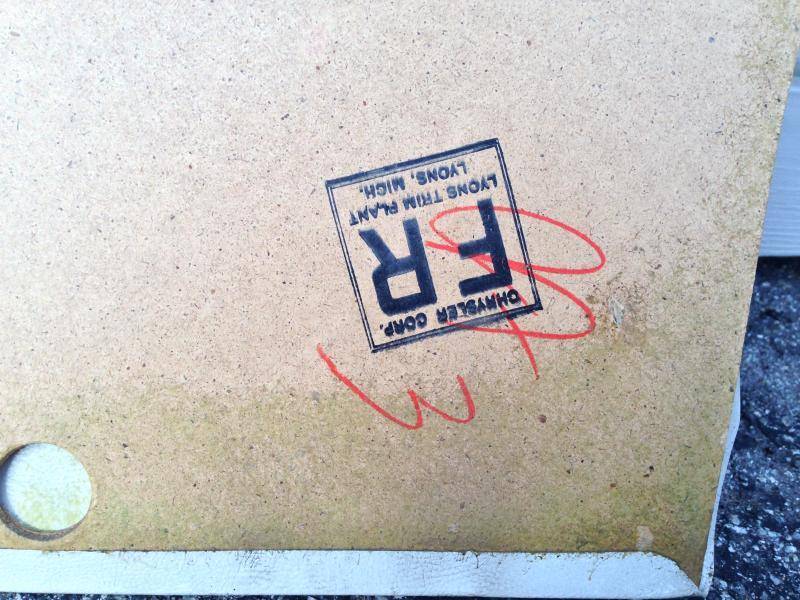 CHRYSLER CORP.
FR
LYONS TRIM PLANT
LYONS, MICH.